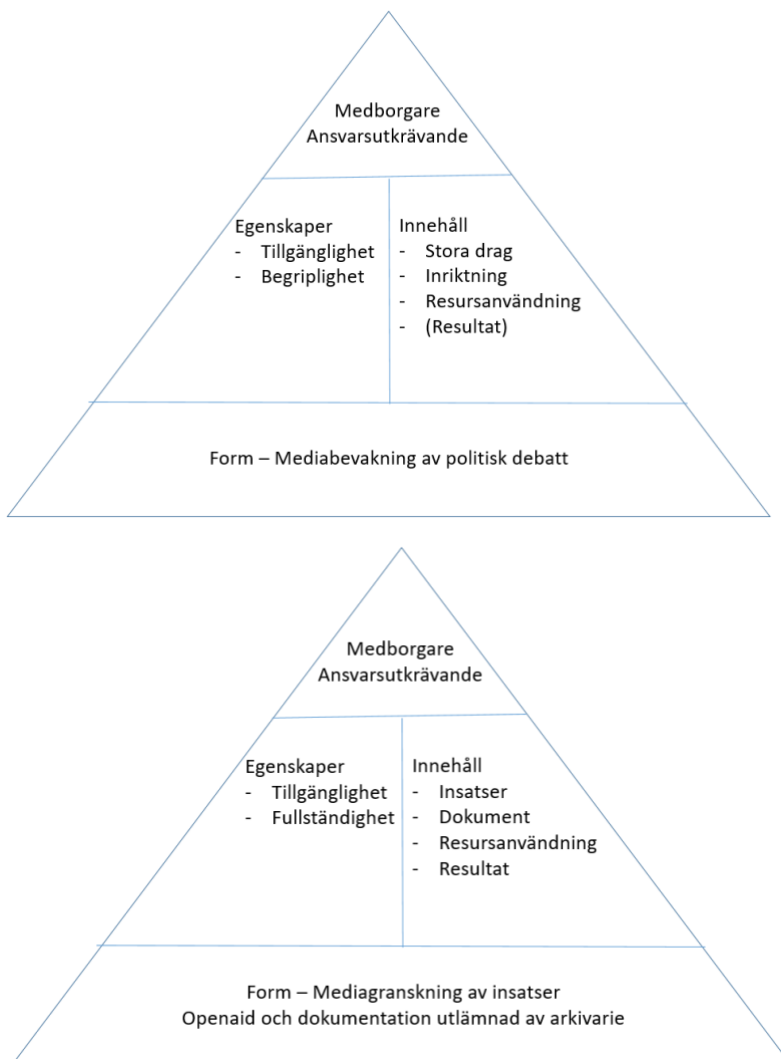 Medborgare
Ansvarsutkrävande
Egenskaper
- Tillgänglighet
- Begriplighet
Innehåll
- Stora drag
- Inriktning
- Resursanvändning
- (Resultat)
Form – Mediabevakning av politisk debatt
Medborgare
Ansvarsutkrävande
Egenskaper
- Tillgänglighet
- Fullständighet
Innehåll
- Insatser
- Dokument
- Resursanvändning
- Resultat
Form – Mediagranskning av insatser
Openaid och dokumentation utlämnad av arkivarie